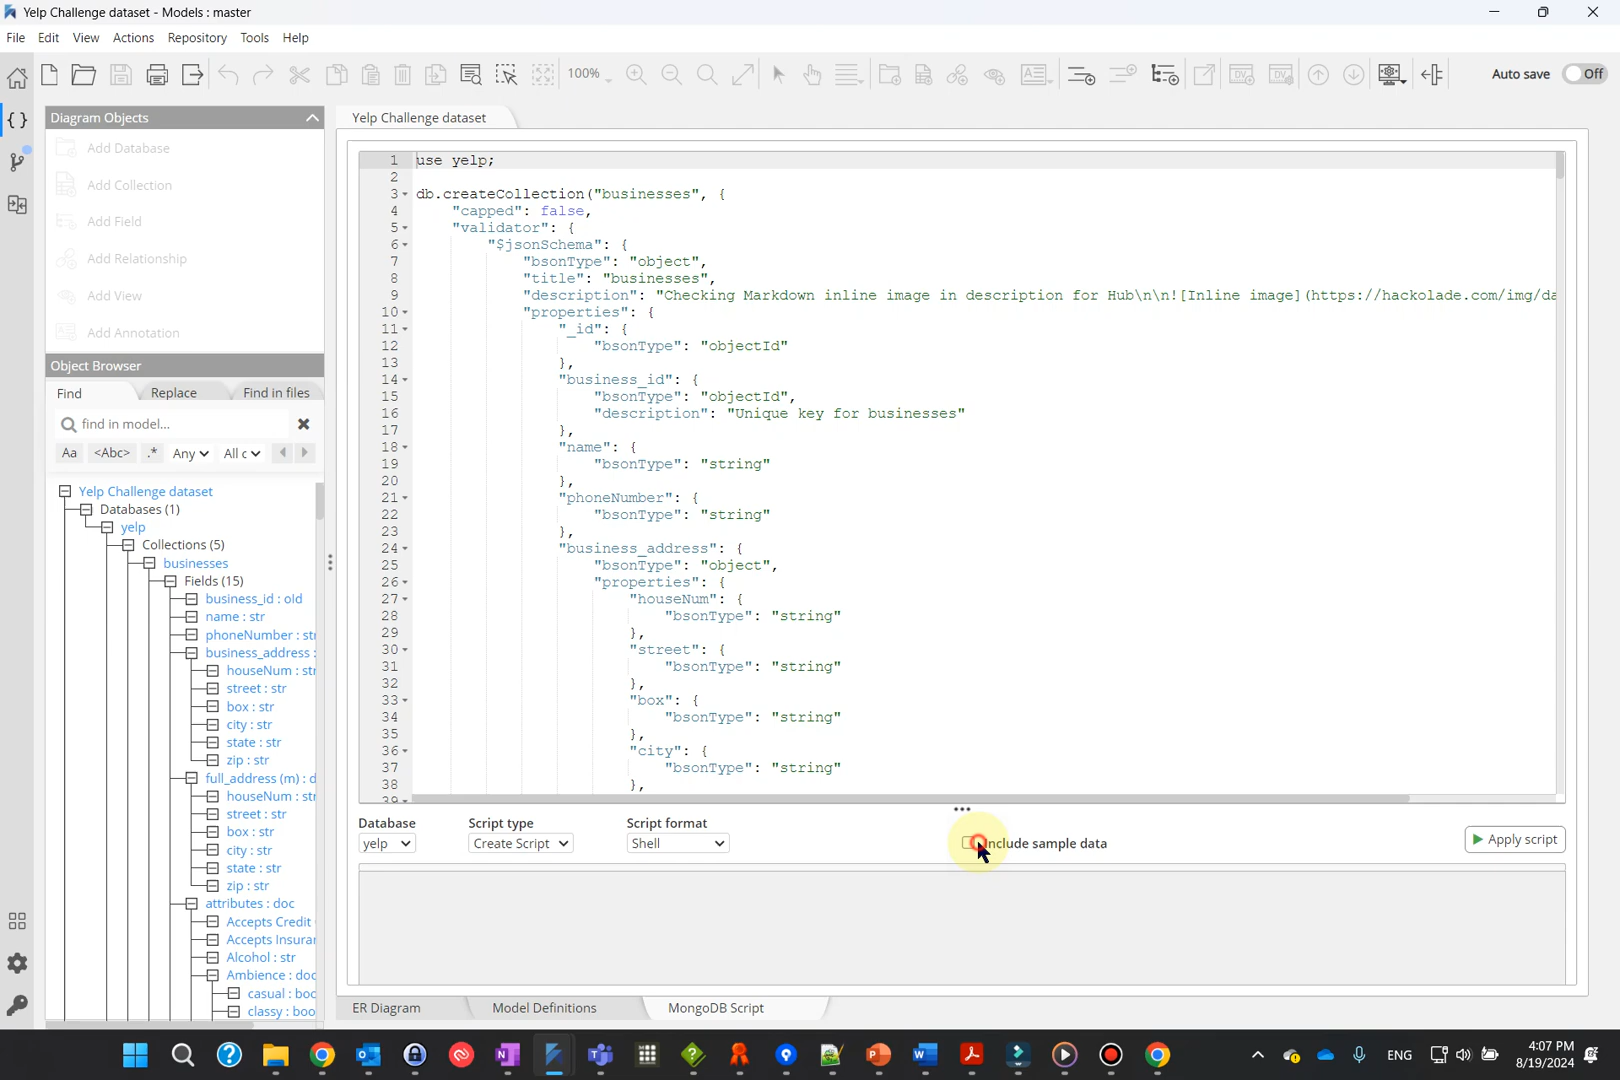 Yelp Challenge dataset - Models : master
File Edit View Actions Repository Tools Help
100%
Auto save Off
Diagram Objects
Add Database
Add Collection
Add Field
Add Relationship
Add View
Add Annotation
Object Browser
Find Replace Find in files
find in model...
Aa <Abc> .* Any All c
Yelp Challenge dataset
Databases (1)
yelp
Collections (5)
businesses
Fields (15)
business_id : oId
name : str
phoneNumber : str
business_address :
houseNum : str
street : str
box : str
city : str
state : str
zip : str
full_address (m) : d
houseNum : str
street : str
box : str
city : str
state : str
zip : str
attributes : doc
Accepts Credit
Accepts Insurar
Alcohol : str
Ambience : doc
casual : boo
classy : boo
Yelp Challenge dataset
1 use yelp;
2
3 db.createCollection("businesses", {
4 "capped": false,
5 "validator": {
6 "$jsonSchema": {
7 "bsonType": "object",
8 "title": "businesses",
9 "description": "Checking Markdown inline image in description for Hub\n\n![Inline image](https://hackolade.com/img/da
10 "properties": {
11 "_id": {
12 "bsonType": "objectId"
13 },
14 "business_id": {
15 "bsonType": "objectId",
16 "description": "Unique key for businesses"
17 },
18 "name": {
19 "bsonType": "string"
20 },
21 "phoneNumber": {
22 "bsonType": "string"
23 },
24 "business_address": {
25 "bsonType": "object",
26 "properties": {
27 "houseNum": {
28 "bsonType": "string"
29 },
30 "street": {
31 "bsonType": "string"
32 },
33 "box": {
34 "bsonType": "string"
35 },
36 "city": {
37 "bsonType": "string"
38 },
39
Database Script type Script format
yelp Create Script Shell Include sample data Apply script
ER Diagram Model Definitions MongoDB Script
ENG
4:07 PM
8/19/2024